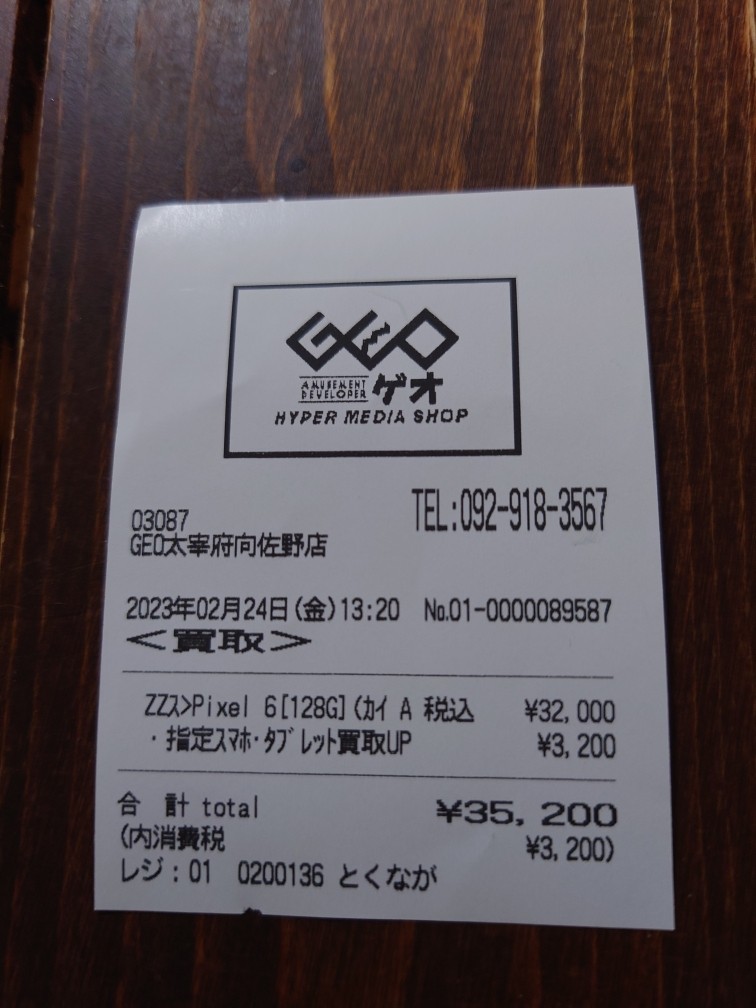 GEO
AMUSEMENT
DEVELOPER ゲオ
HYPER MEDIA SHOP
03087 TEL:092-918-3567
GEO太宰府向佐野店
2023年02月24日(金)13:20 №01-0000089587
<買取>
ZZス>Pixel 6[128G](カイ A 税込 ¥32,000
・指定スマホ・タブレット買取UP ¥3,200
合 計 total ¥35,200
(内消費税 ¥3,200)
レジ:01 0200136 とくなが